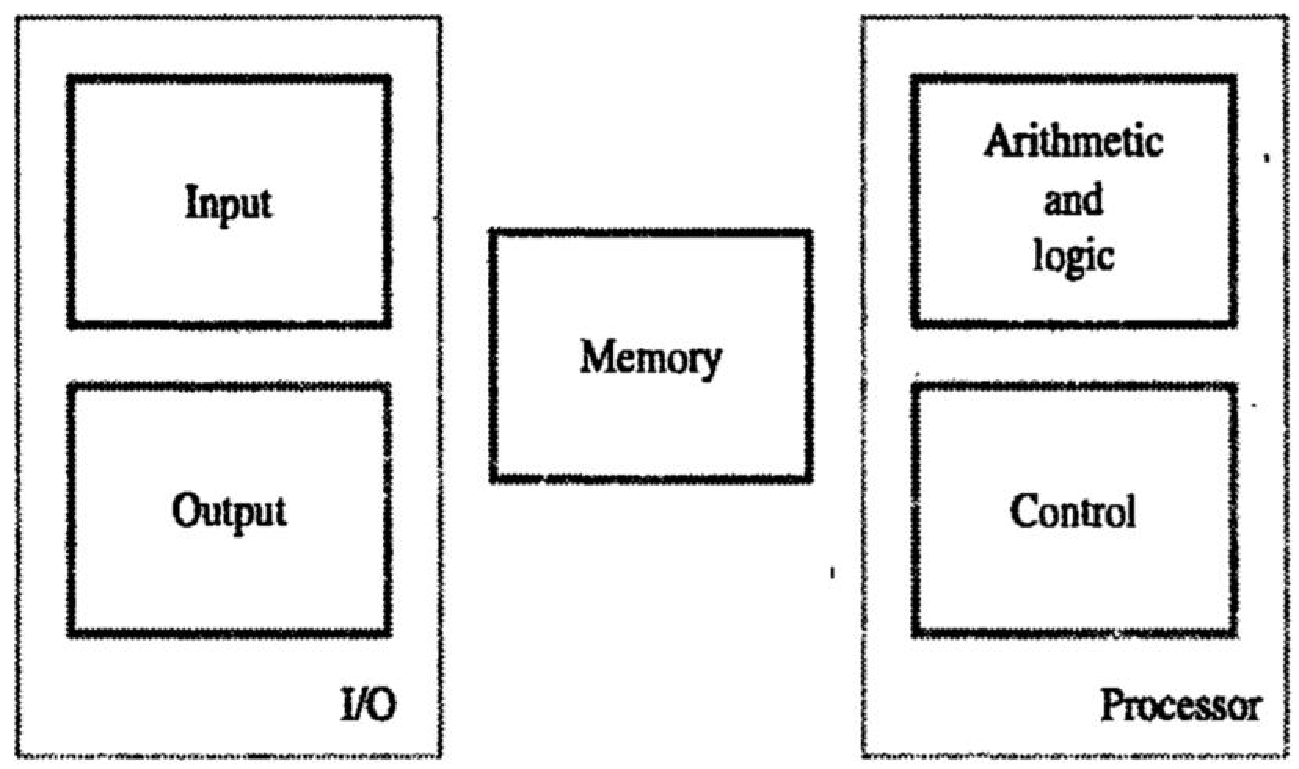 Input
Output
I/O
Memory
Arithmetic
and
logic
Control
Processor